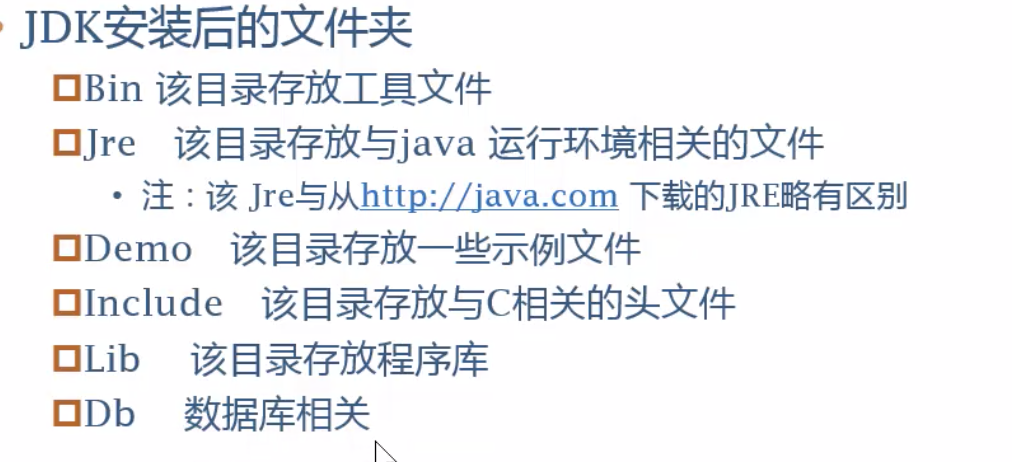 JDK安装后的文件夹
Bin 该目录存放工具文件
Jre 该目录存放与java 运行环境相关的文件
• 注：该 Jre与从http://java.com 下载的JRE略有区别
Demo 该目录存放一些示例文件
Include 该目录存放与C相关的头文件
Lib 该目录存放程序库
Db 数据库相关